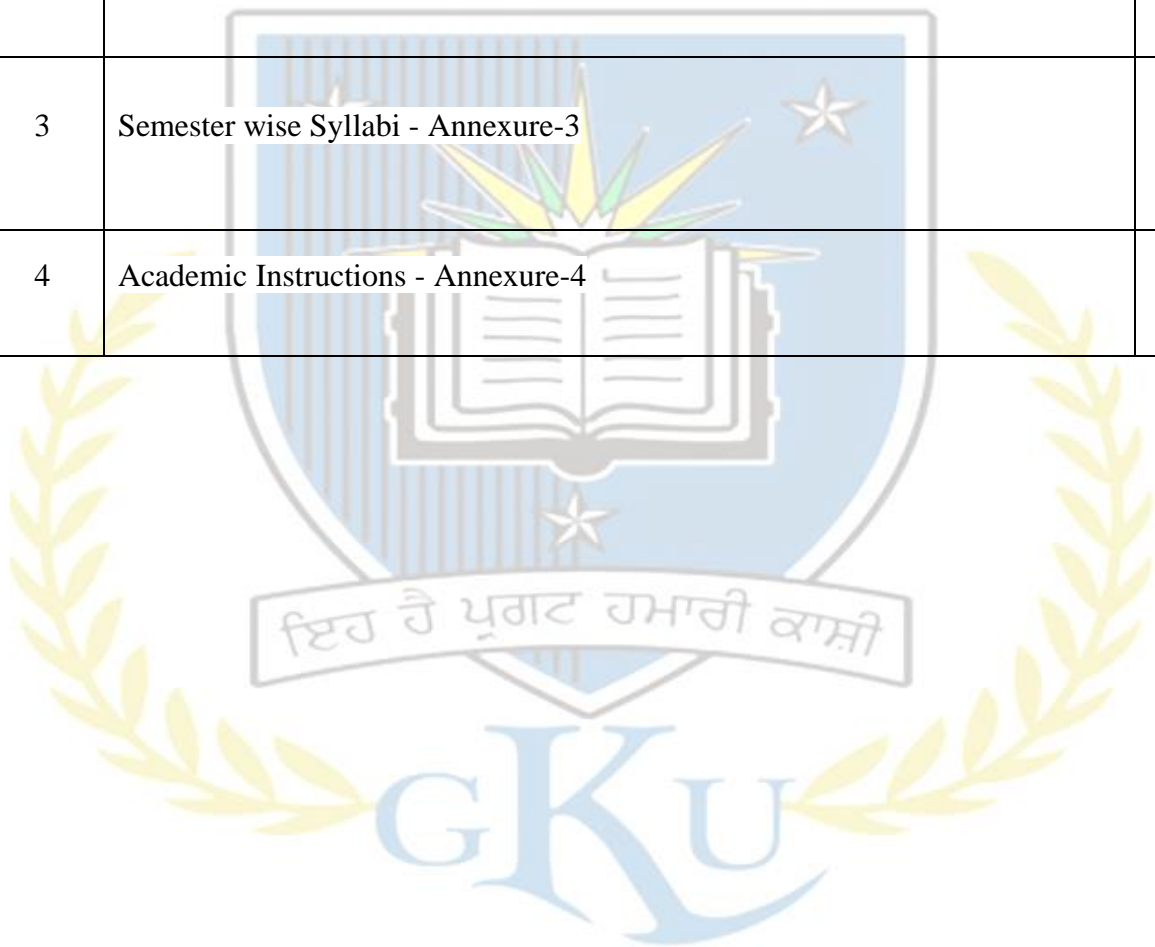 3 Semester wise Syllabi - Annexure-3
4 Academic Instructions - Annexure-4
ਇਹ ਹੈ ਪ੍ਰਗਟ ਹਮਾਰੀ ਕਾਸ਼ੀ
GKU